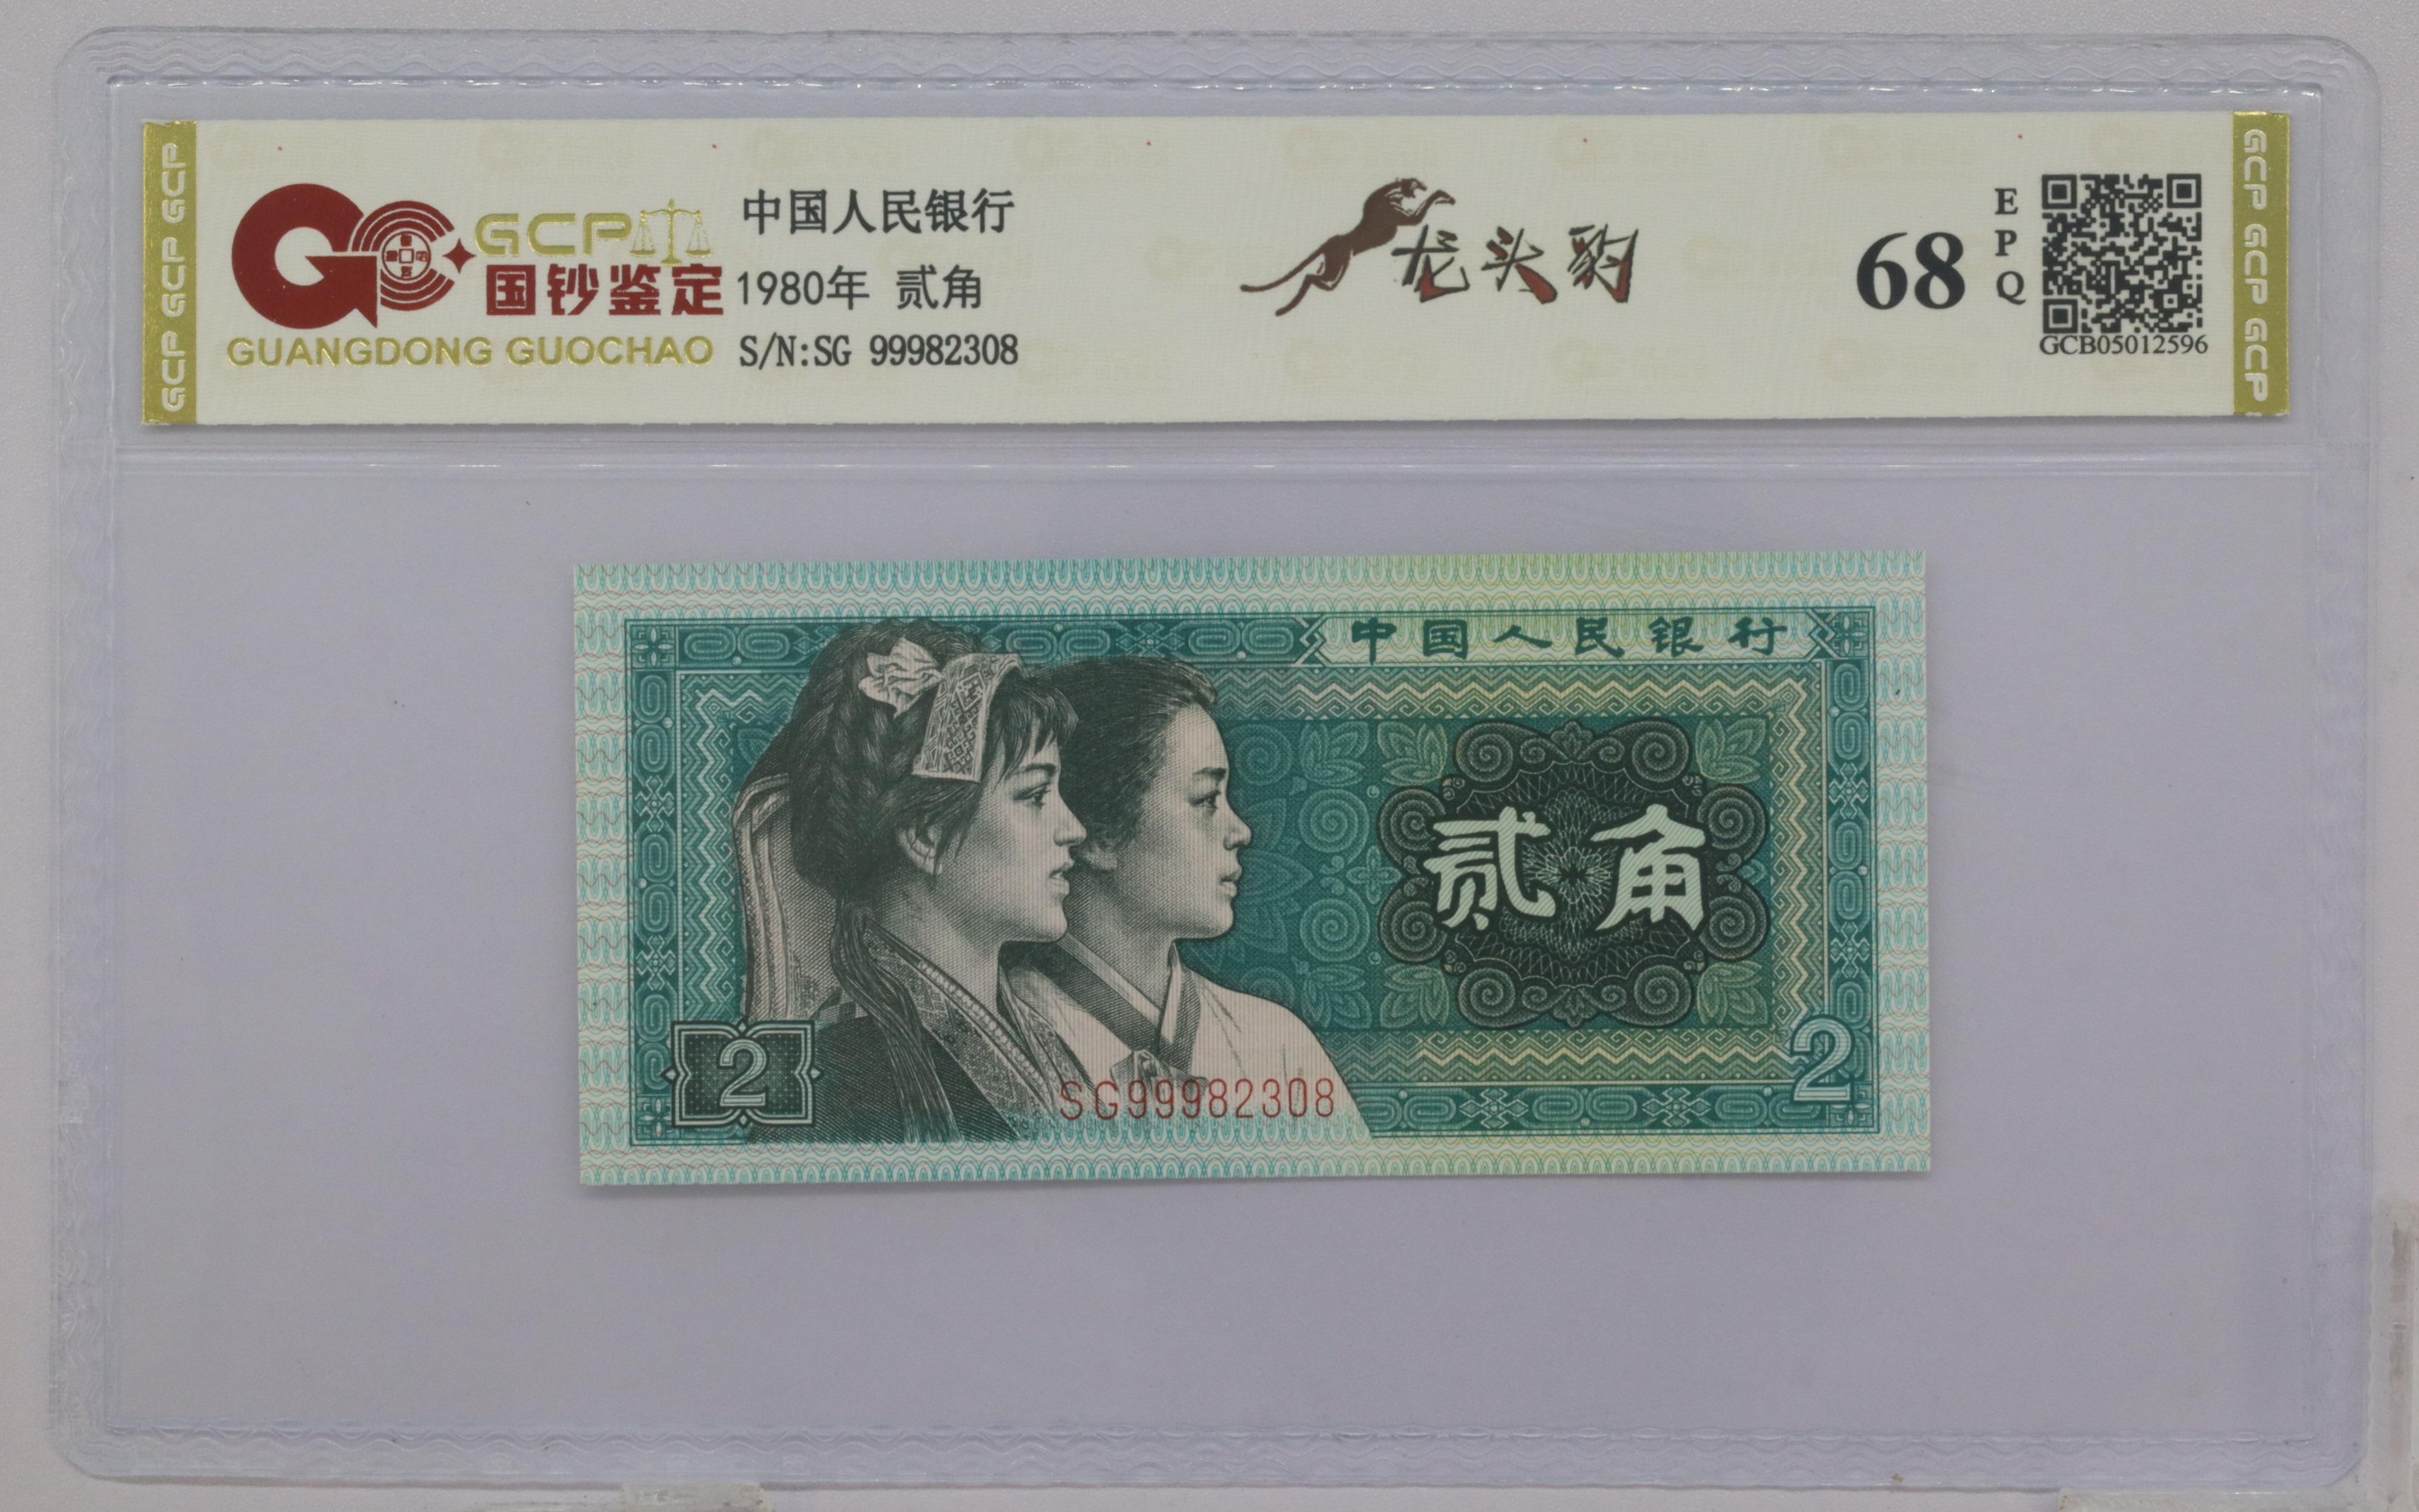 GCP GCP GCP
GCP
国钞鉴定
GUANGDONG GUOCHAO
中国人民银行
1980年 贰角
S/N:SG 99982308
龙头豹
68
EPQ
GCB05012596
GCP GCP GCP
中国人民银行
贰角
2
SG99982308
2